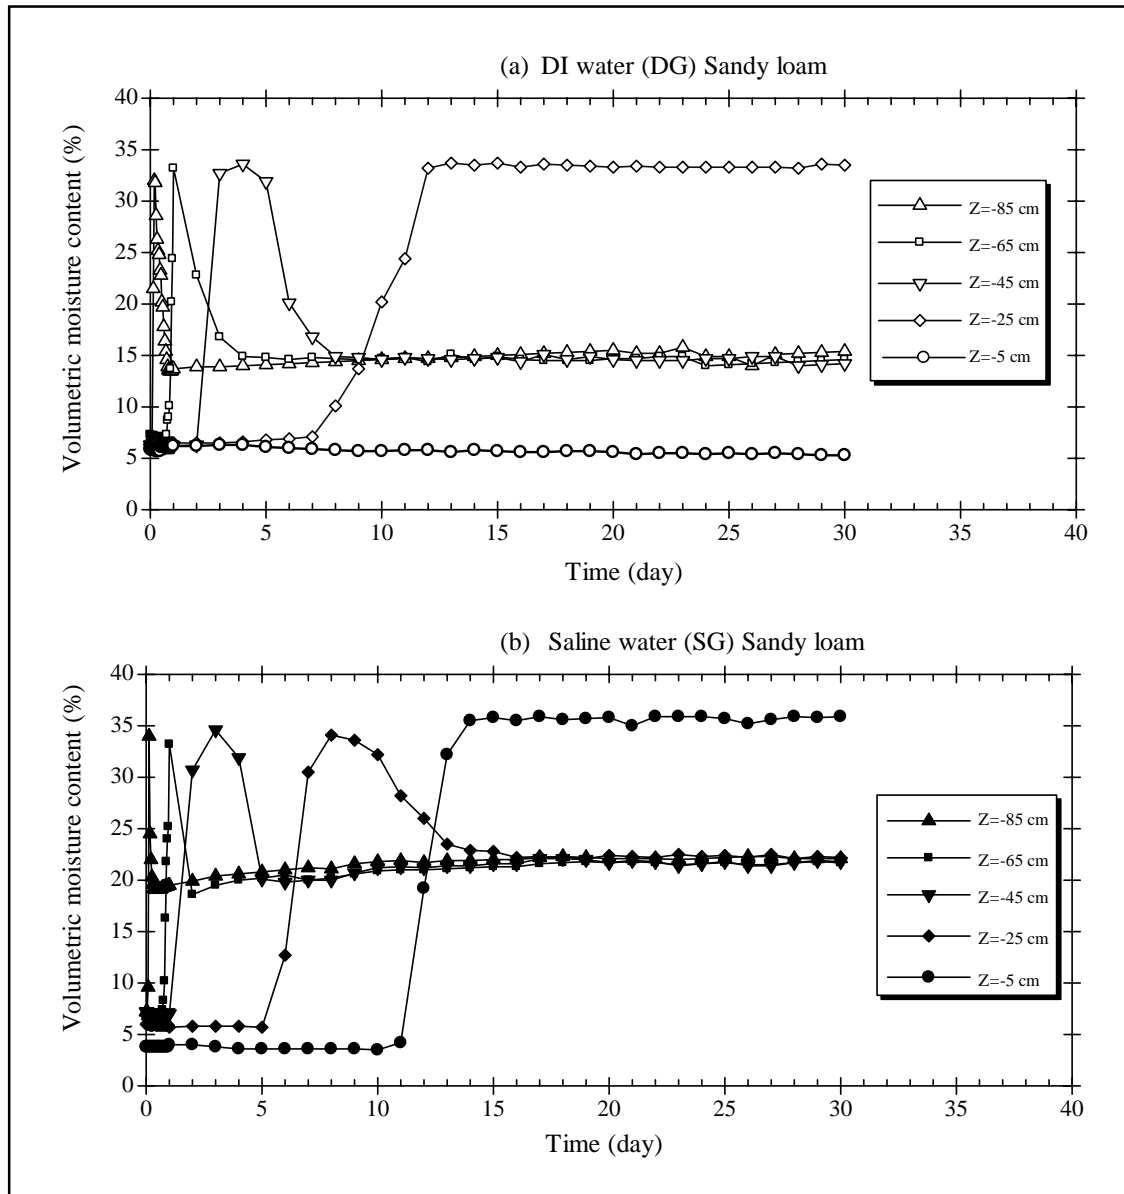 (a) DI water (DG) Sandy loam
Volumetric moisture content (%)
40
35
30
25
20
15
10
5
0
0 5 10 15 20 25 30 35 40
Time (day)
Z=-85 cm
Z=-65 cm
Z=-45 cm
Z=-25 cm
Z=-5 cm
(b) Saline water (SG) Sandy loam
Volumetric moisture content (%)
40
35
30
25
20
15
10
5
0
0 5 10 15 20 25 30 35 40
Time (day)
Z=-85 cm
Z=-65 cm
Z=-45 cm
Z=-25 cm
Z=-5 cm